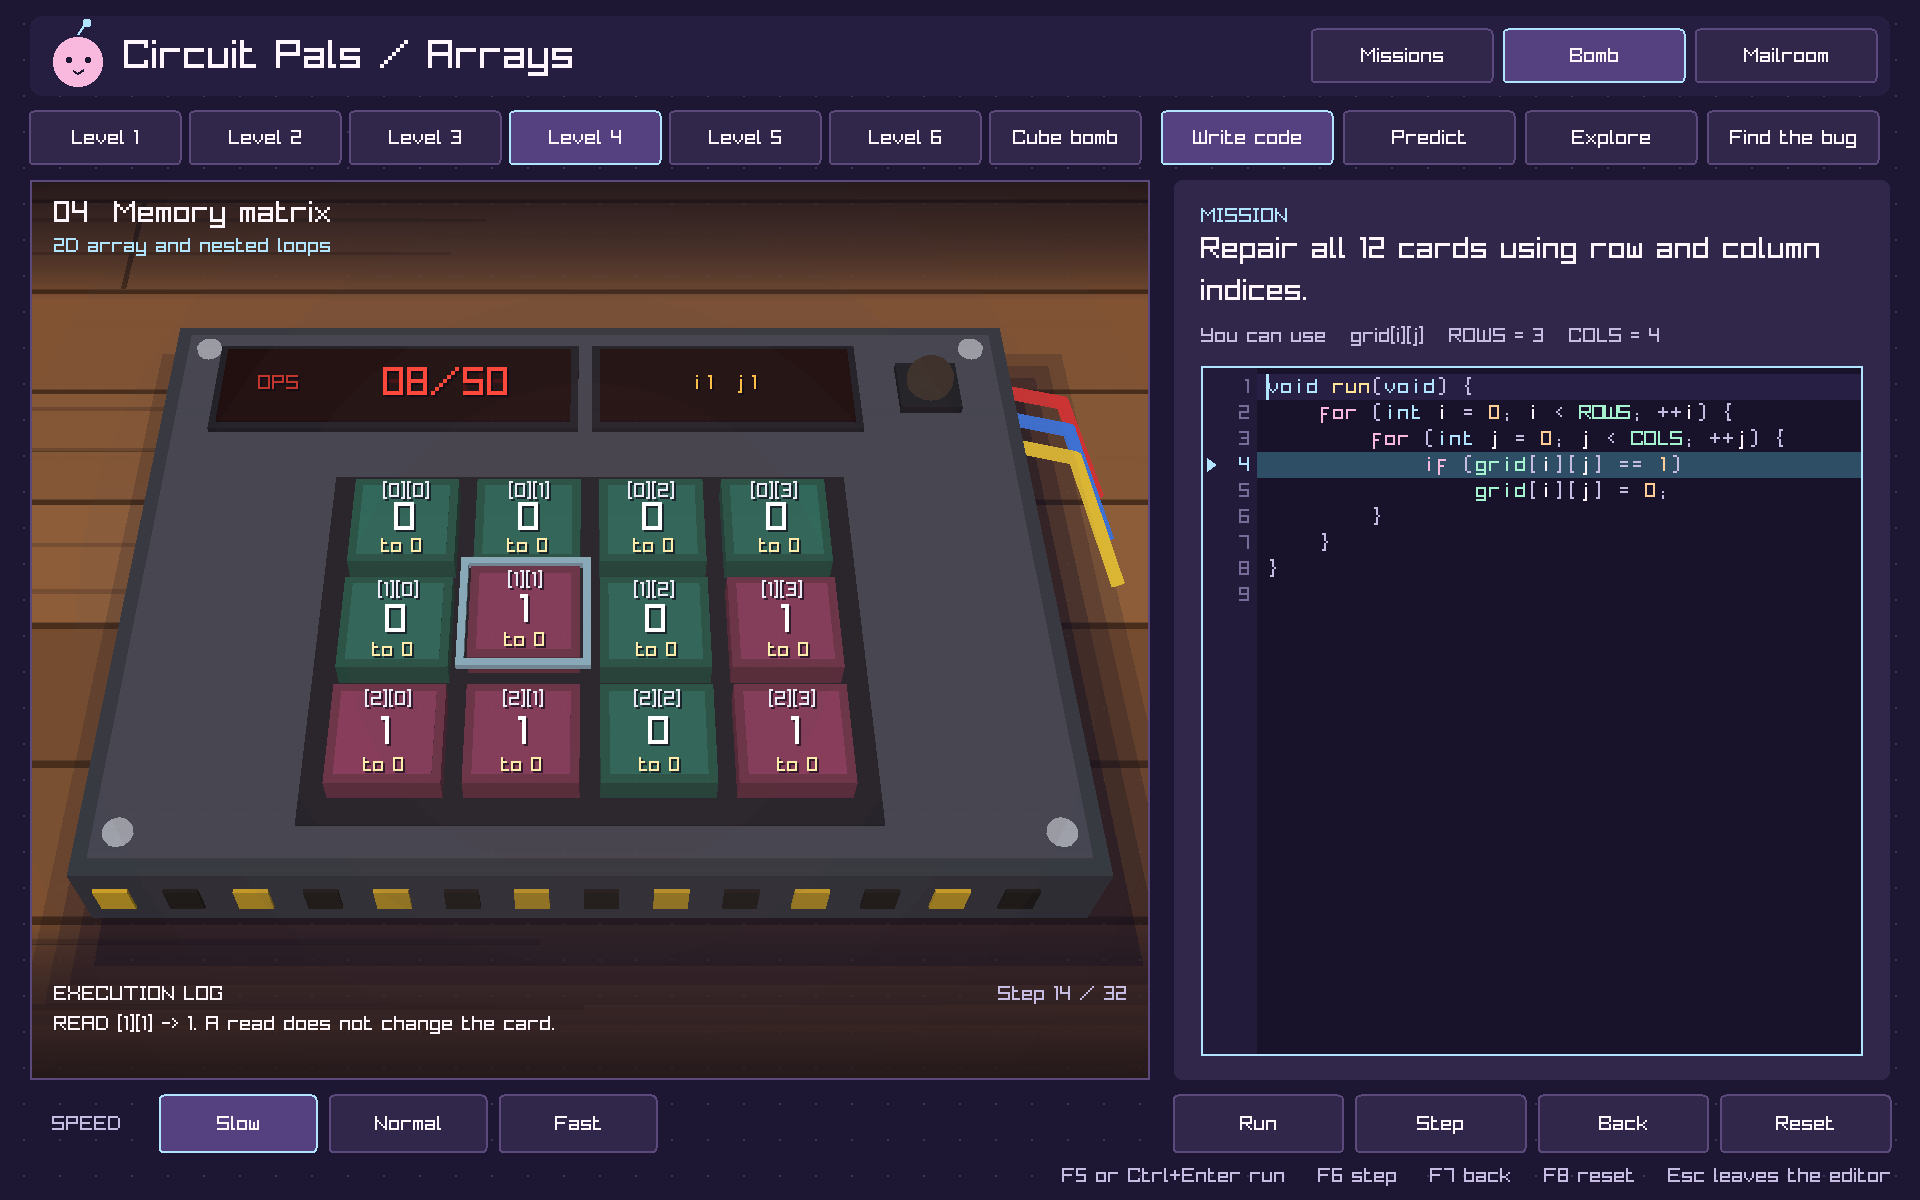 Circuit Pals / Arrays
Missions
Bomb
Mailroom
Level 1
Level 2
Level 3
Level 4
Level 5
Level 6
Cube bomb
Write code
Predict
Explore
Find the bug
04 Memory matrix
2D array and nested loops
OPS 08/50
i 1 j 1
[0][0] [0][1] [0][2] [0][3]
0 0 0 0
to 0 to 0 to 0 to 0
[1][0] [1][1] [1][2] [1][3]
0 1 0 1
to 0 to 0 to 0 to 0
[2][0] [2][1] [2][2] [2][3]
1 1 0 1
to 0 to 0 to 0 to 0
EXECUTION LOG
Step 14 / 32
READ [1][1] -> 1. A read does not change the card.
MISSION
Repair all 12 cards using row and column
indices.
You can use grid[i][j] ROWS = 3 COLS = 4
1 void run(void) {
2 for (int i = 0; i < ROWS; ++i) {
3 for (int j = 0; j < COLS; ++j) {
4 if (grid[i][j] == 1)
5 grid[i][j] = 0;
6 }
7 }
8 }
9
SPEED
Slow
Normal
Fast
Run
Step
Back
Reset
F5 or Ctrl+Enter run F6 step F7 back F8 reset Esc leaves the editor